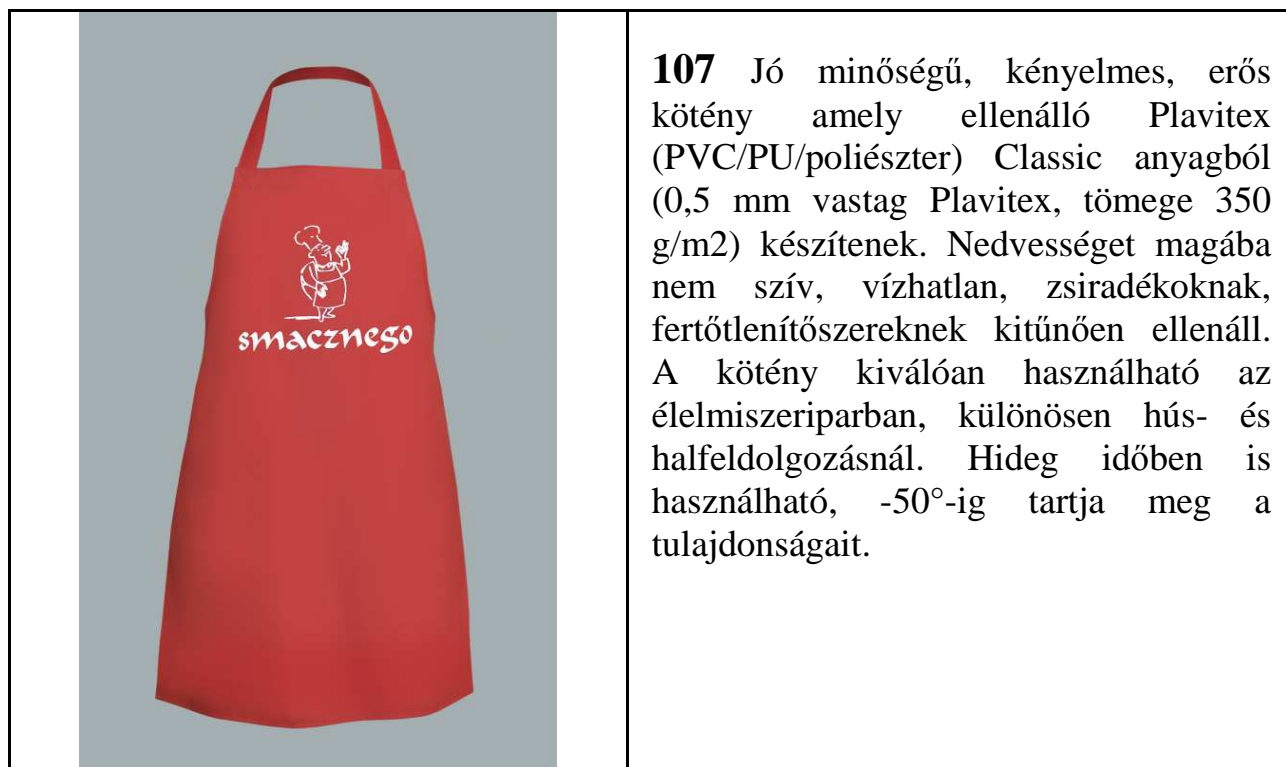 smacznego
107 Jó minőségű, kényelmes, erős
kötény amely ellenálló Plavitex
(PVC/PU/poliészter) Classic anyagból
(0,5 mm vastag Plavitex, tömege 350
g/m2) készítenek. Nedvességet magába
nem szív, vízhatlan, zsiradékoknak,
fertőtlenítőszereknek kitűnően ellenáll.
A kötény kiválóan használható az
élelmiszeriparban, különösen hús- és
halfeldolgozásnál. Hideg időben is
használható, -50°-ig tartja meg a
tulajdonságait.